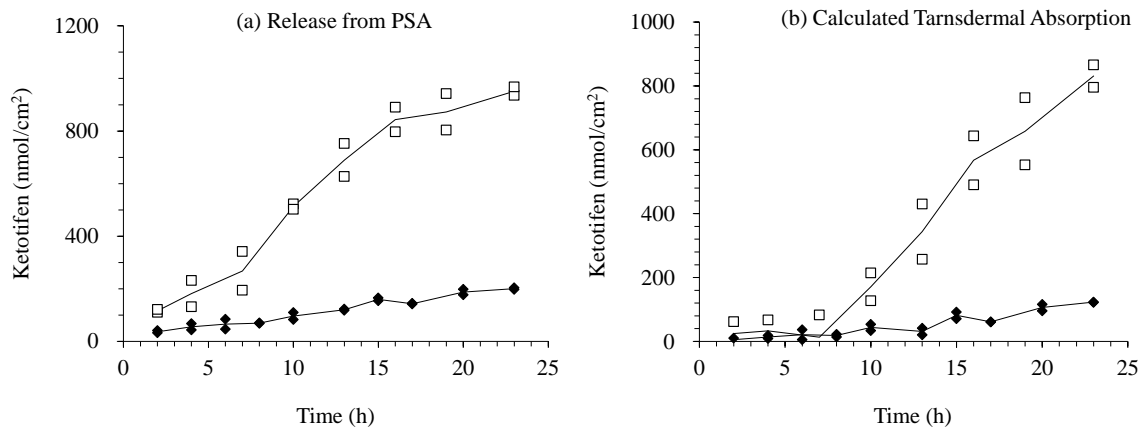 (a) Release from PSA
1200
800
400
0
0 5 10 15 20 25
Ketotifen (nmol/cm²)
Time (h)
(b) Calculated Tarnsdermal Absorption
1000
800
600
400
200
0
0 5 10 15 20 25
Ketotifen (nmol/cm²)
Time (h)